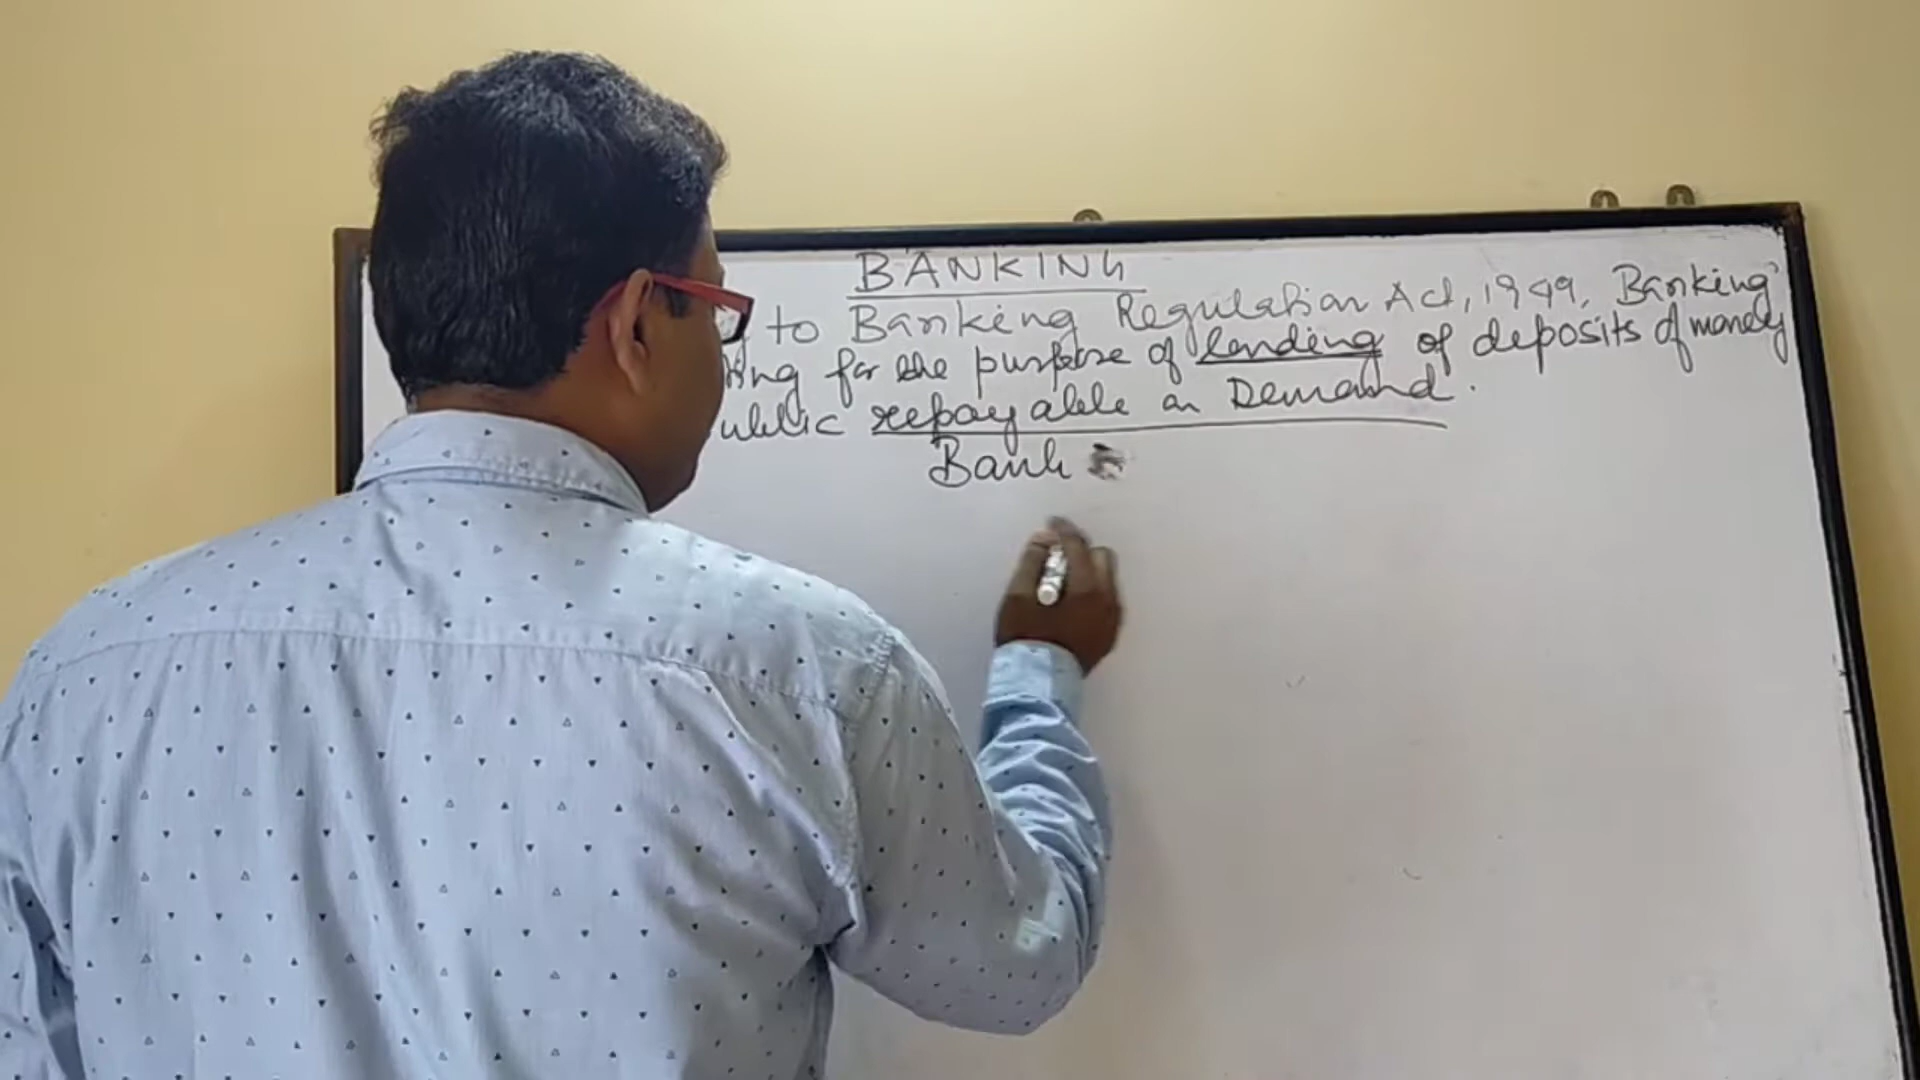 BANKING
to Banking Regulation Act, 1949, Banking
for the purpose of lending of deposits of money
repayable on Demand.
Bank